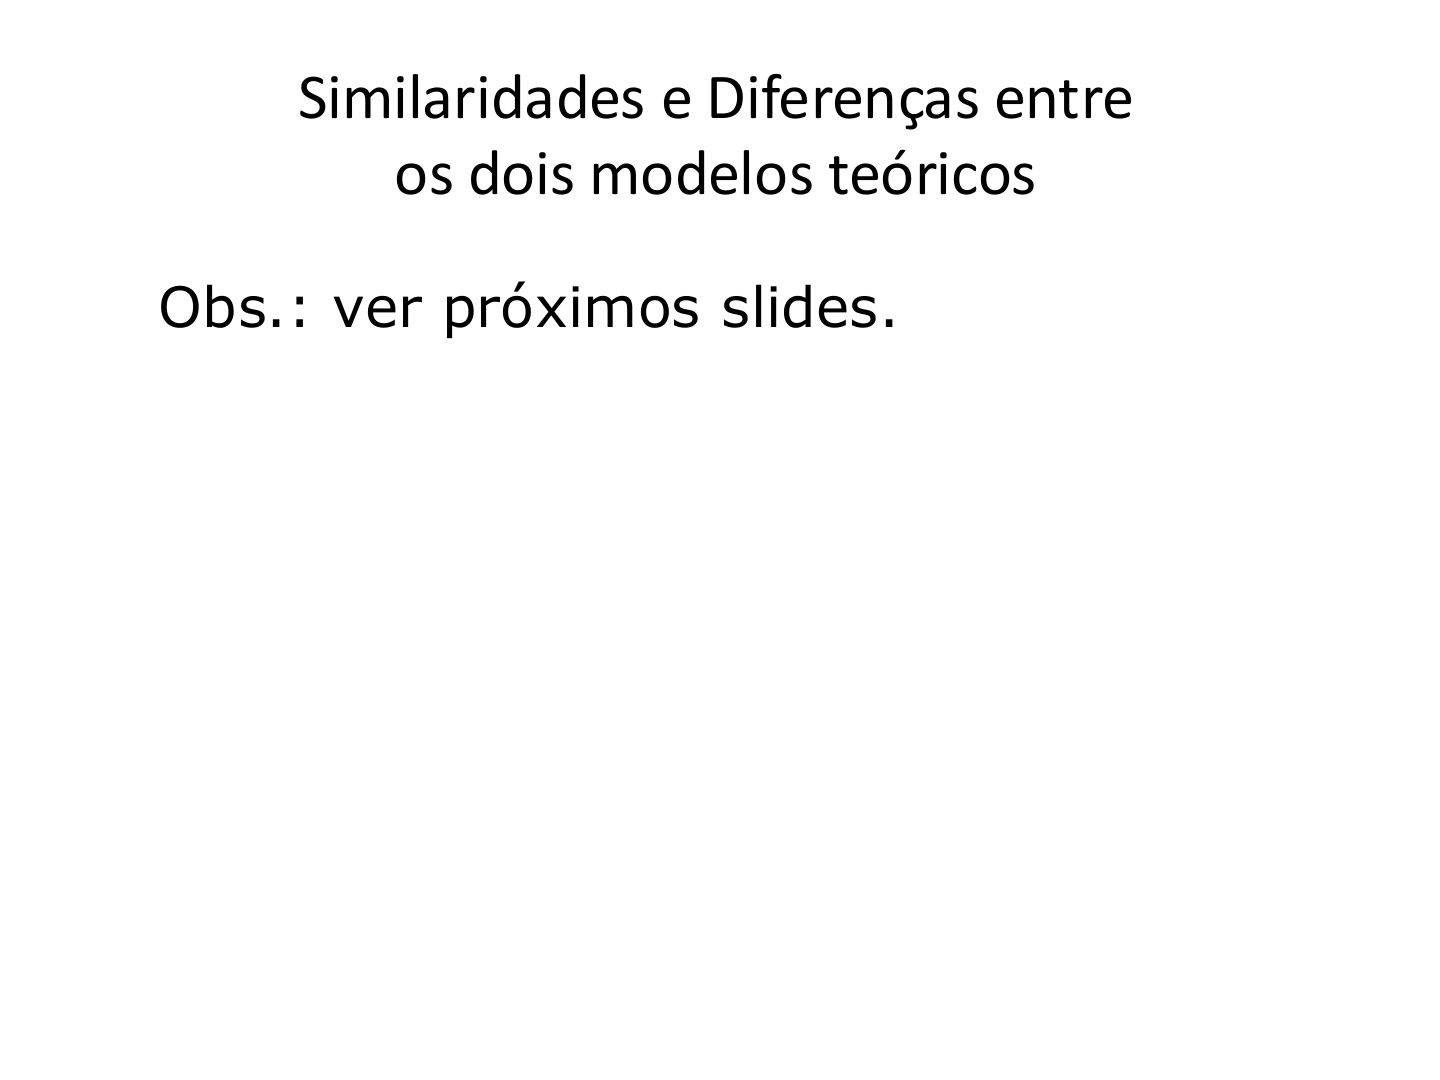 Similaridades e Diferenças entre
os dois modelos teóricos
Obs.: ver próximos slides.